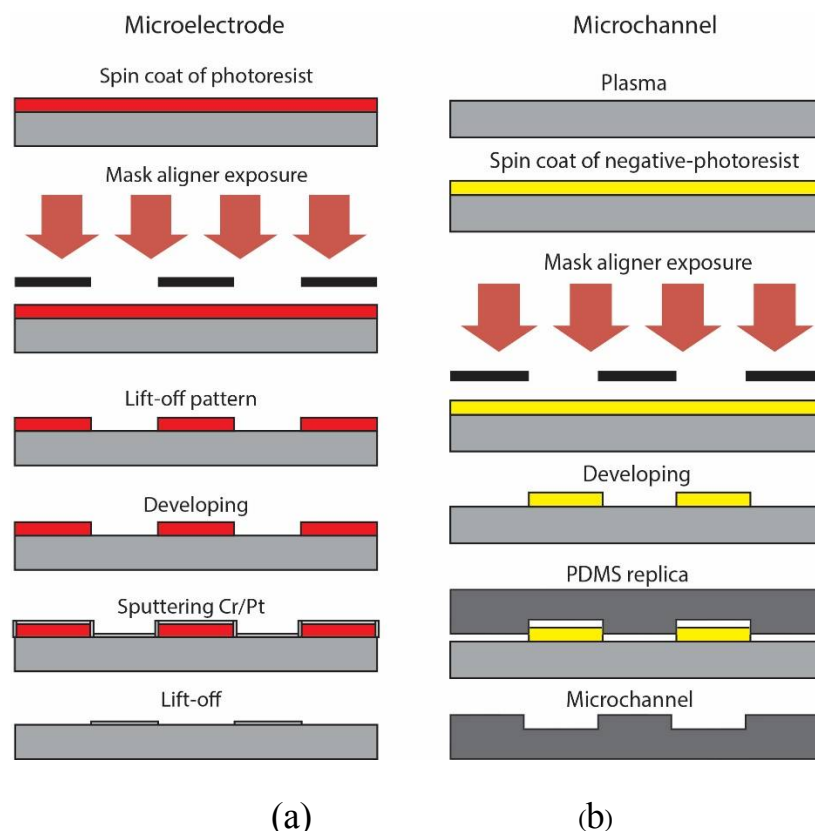 Microelectrode
Spin coat of photoresist
Mask aligner exposure
Lift-off pattern
Developing
Sputtering Cr/Pt
Lift-off
(a)
Microchannel
Plasma
Spin coat of negative-photoresist
Mask aligner exposure
Developing
PDMS replica
Microchannel
(b)